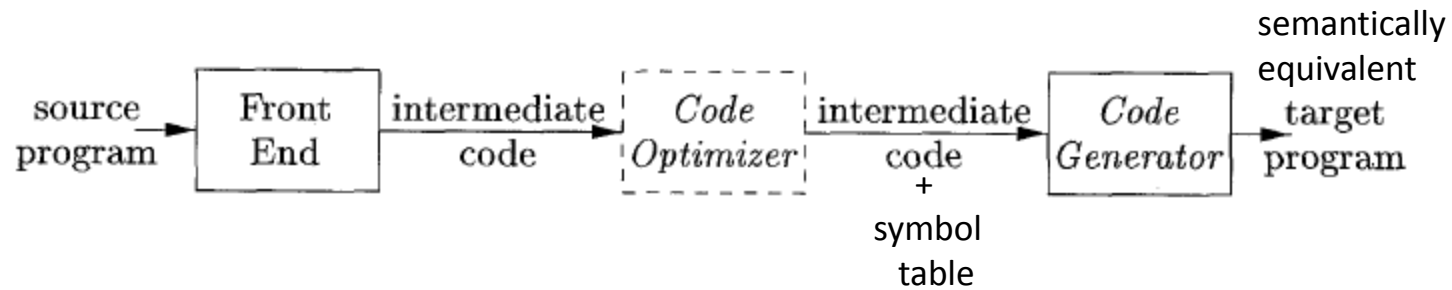 source
program
Front
End
intermediate
code
Code
Optimizer
intermediate
code
+
symbol
table
Code
Generator
semantically
equivalent
target
program